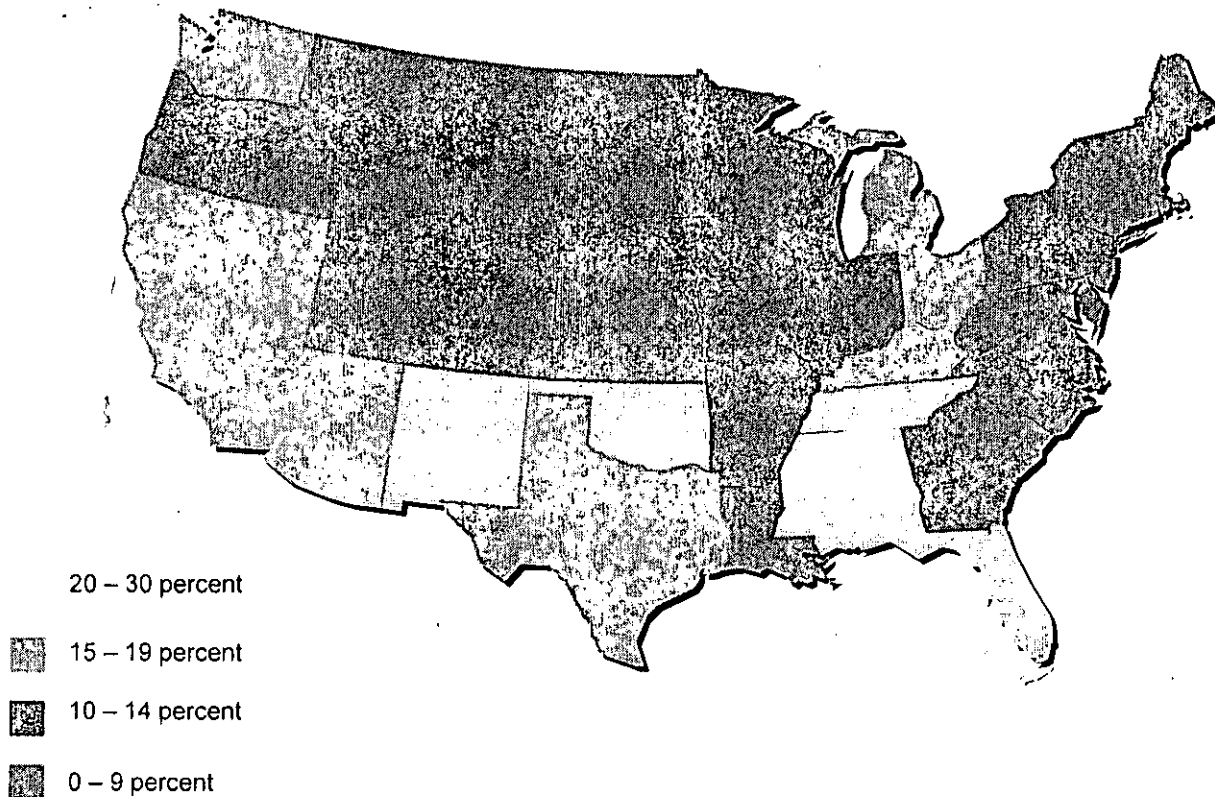 20 – 30 percent
15 – 19 percent
10 – 14 percent
0 – 9 percent